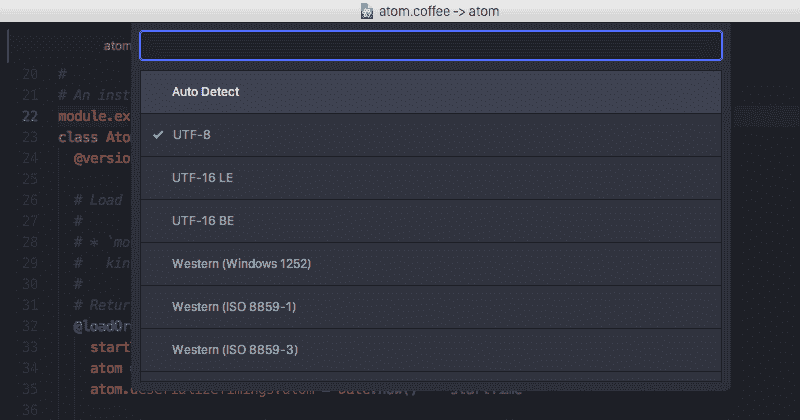 atom.coffee -> atom
atom
20 #
21 # An inst
22 module.ex
23 class Atom
24 @version
25
26 # Load
27 #
28 # * `mo
29 # kin
30 #
31 # Retur
32 @loadOr
33 start
34 atom
35 atom.deserializeTimings.atom = Date.now() - startTime
36
Auto Detect
UTF-8
UTF-16 LE
UTF-16 BE
Western (Windows 1252)
Western (ISO 8859-1)
Western (ISO 8859-3)